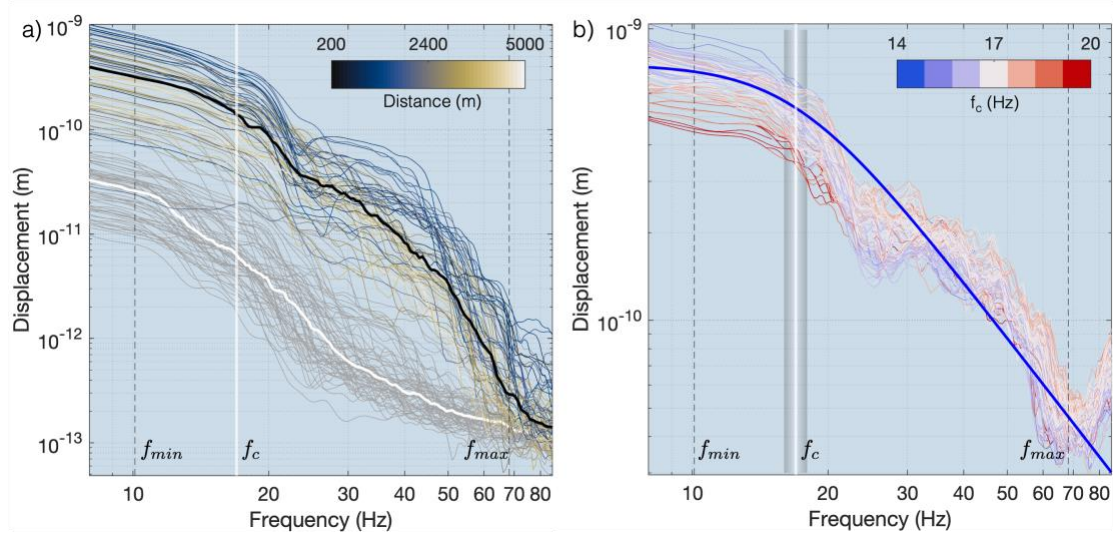 a)
10^-9
10^-10
10^-11
10^-12
10^-13
Displacement (m)
200 2400 5000
Distance (m)
f_min f_c f_max
10 20 30 40 50 60 70 80
Frequency (Hz)
b)
10^-9
10^-10
Displacement (m)
14 17 20
f_c (Hz)
f_min f_c f_max
10 20 30 40 50 60 70 80
Frequency (Hz)